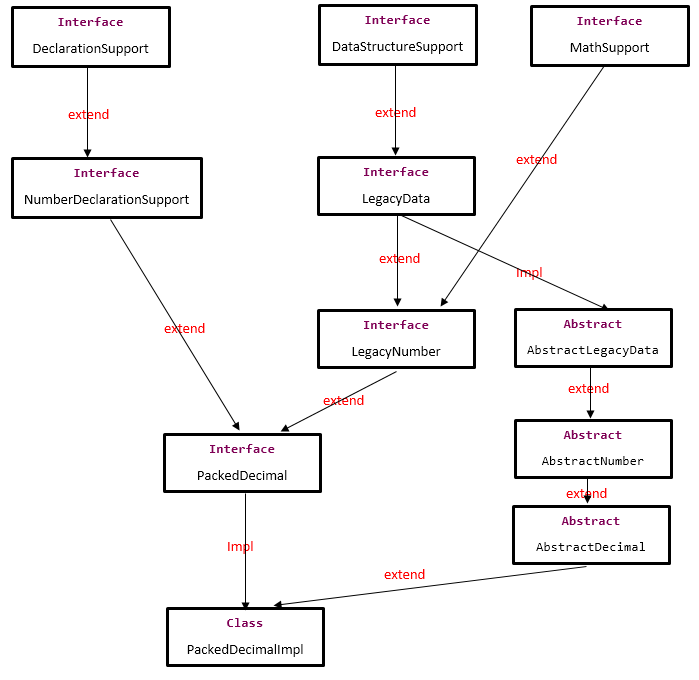 Interface
DeclarationSupport
Interface
DataStructureSupport
Interface
MathSupport
extend
extend
extend
Interface
NumberDeclarationSupport
Interface
LegacyData
extend
Impl
Interface
LegacyNumber
Abstract
AbstractLegacyData
extend
extend
extend
Interface
PackedDecimal
Abstract
AbstractNumber
extend
Abstract
AbstractDecimal
Impl
extend
Class
PackedDecimalImpl